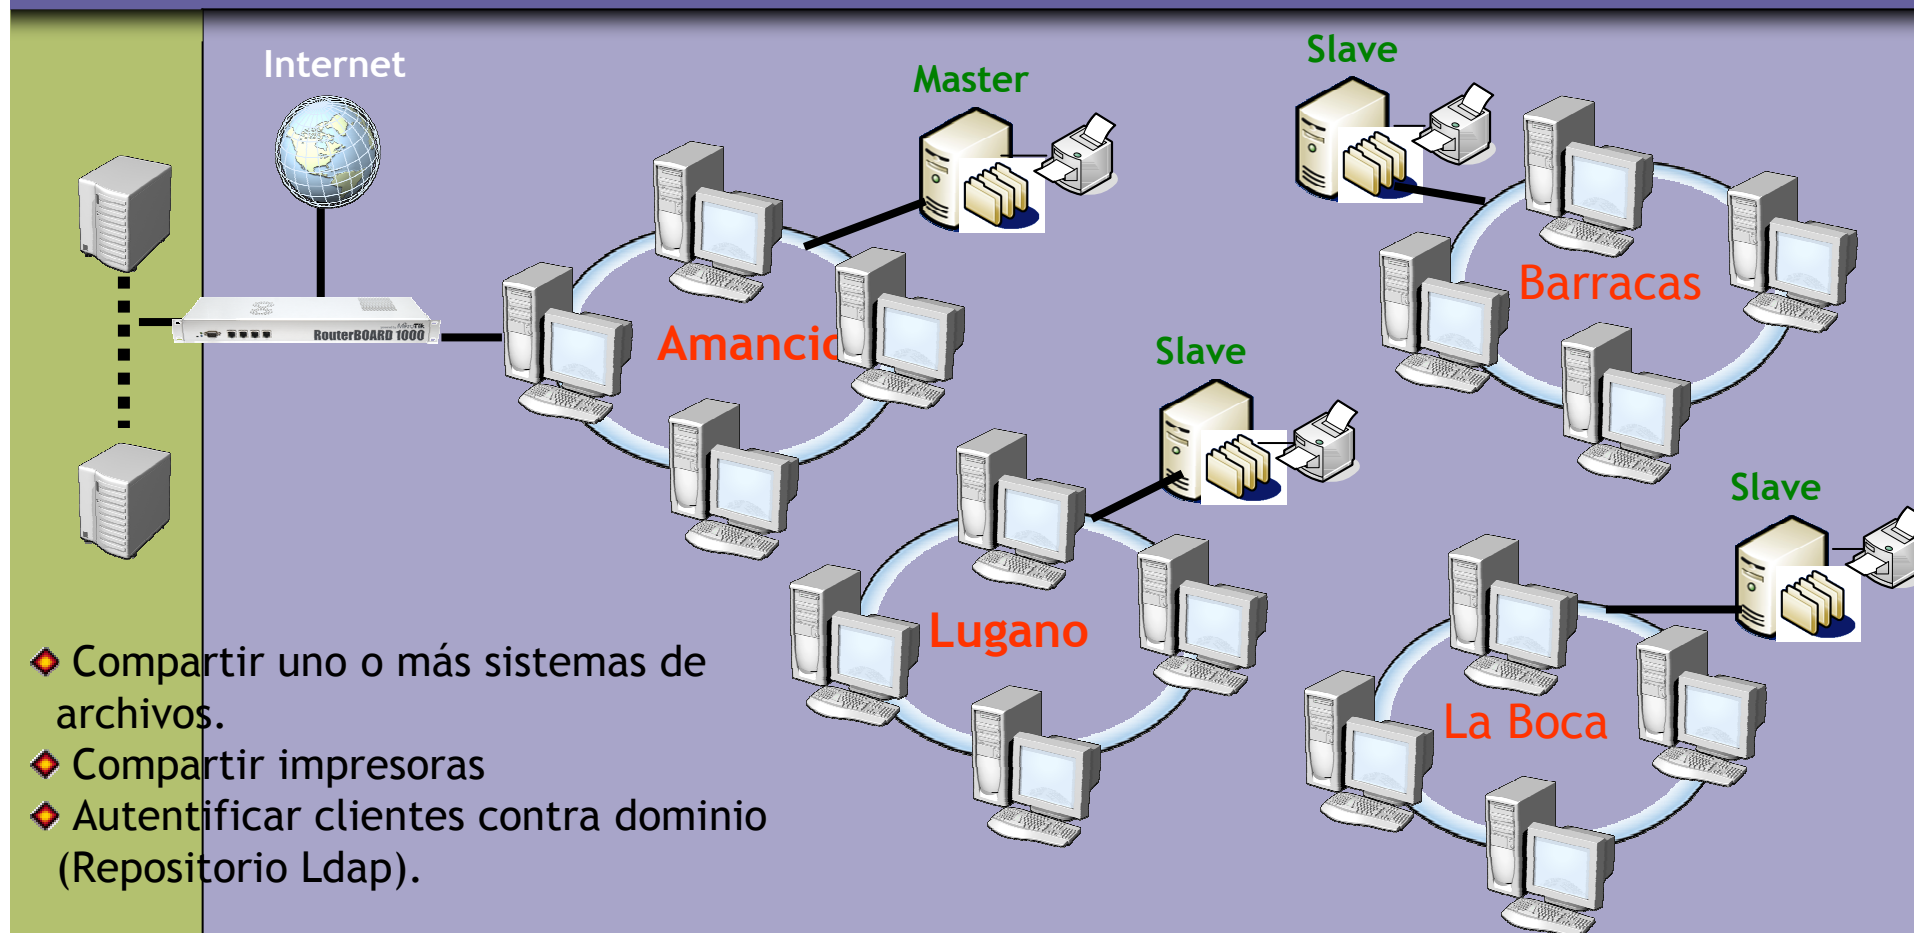 Internet
Master
Slave
MikroTik
RouterBOARD 1000
Amancio
Barracas
Slave
Slave
Lugano
La Boca
Compartir uno o más sistemas de
archivos.
Compartir impresoras
Autentificar clientes contra dominio
(Repositorio Ldap).